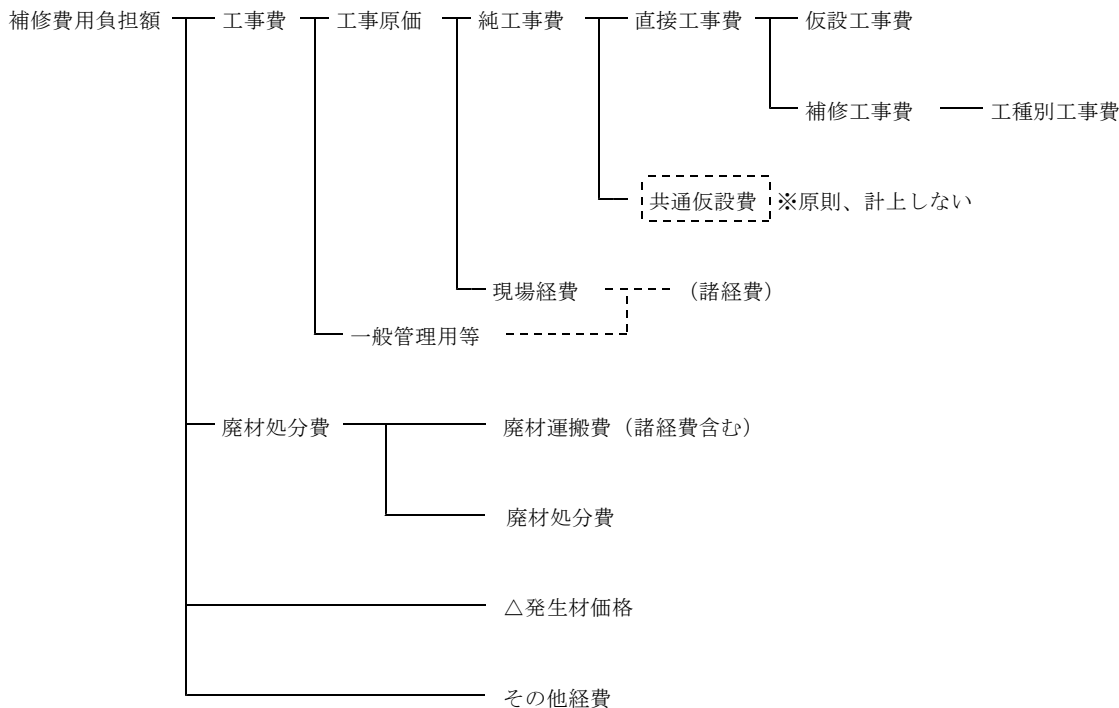 補修費用負担額 工事費 工事原価 純工事費 直接工事費 仮設工事費
補修工事費 工種別工事費
共通仮設費 ※原則、計上しない
現場経費 (諸経費)
一般管理用等
廃材処分費 廃材運搬費(諸経費含む)
廃材処分費
△発生材価格
その他経費